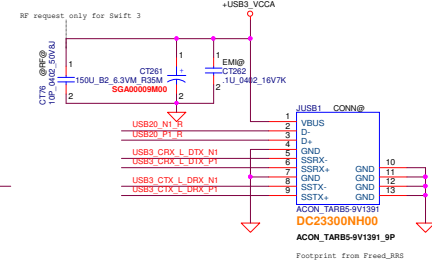 +USB3_VCCA
RF request only for Swift 3
@RF@
CT76
10P_0402_50V8J
1
2
1
CT261
150U_B2_6.3VM_R35M
SGA00009M00
2
1
EMI@
CT262
.1U_0402_16V7K
2
JUSB1 CONN@
1 VBUS
USB20_N1_R 2 D-
USB20_P1_R 3 D+
4 GND
USB3_CRX_L_DTX_N1 5 SSRX-
USB3_CRX_L_DTX_P1 6 SSRX+ GND 10
7 GND GND 11
USB3_CTX_L_DRX_N1 8 SSTX- GND 12
USB3_CTX_L_DRX_P1 9 SSTX+ GND 13
ACON_TARB5-9V1391
DC23300NH00
ACON_TARB5-9V1391_9P
Footprint from Freed_RRS